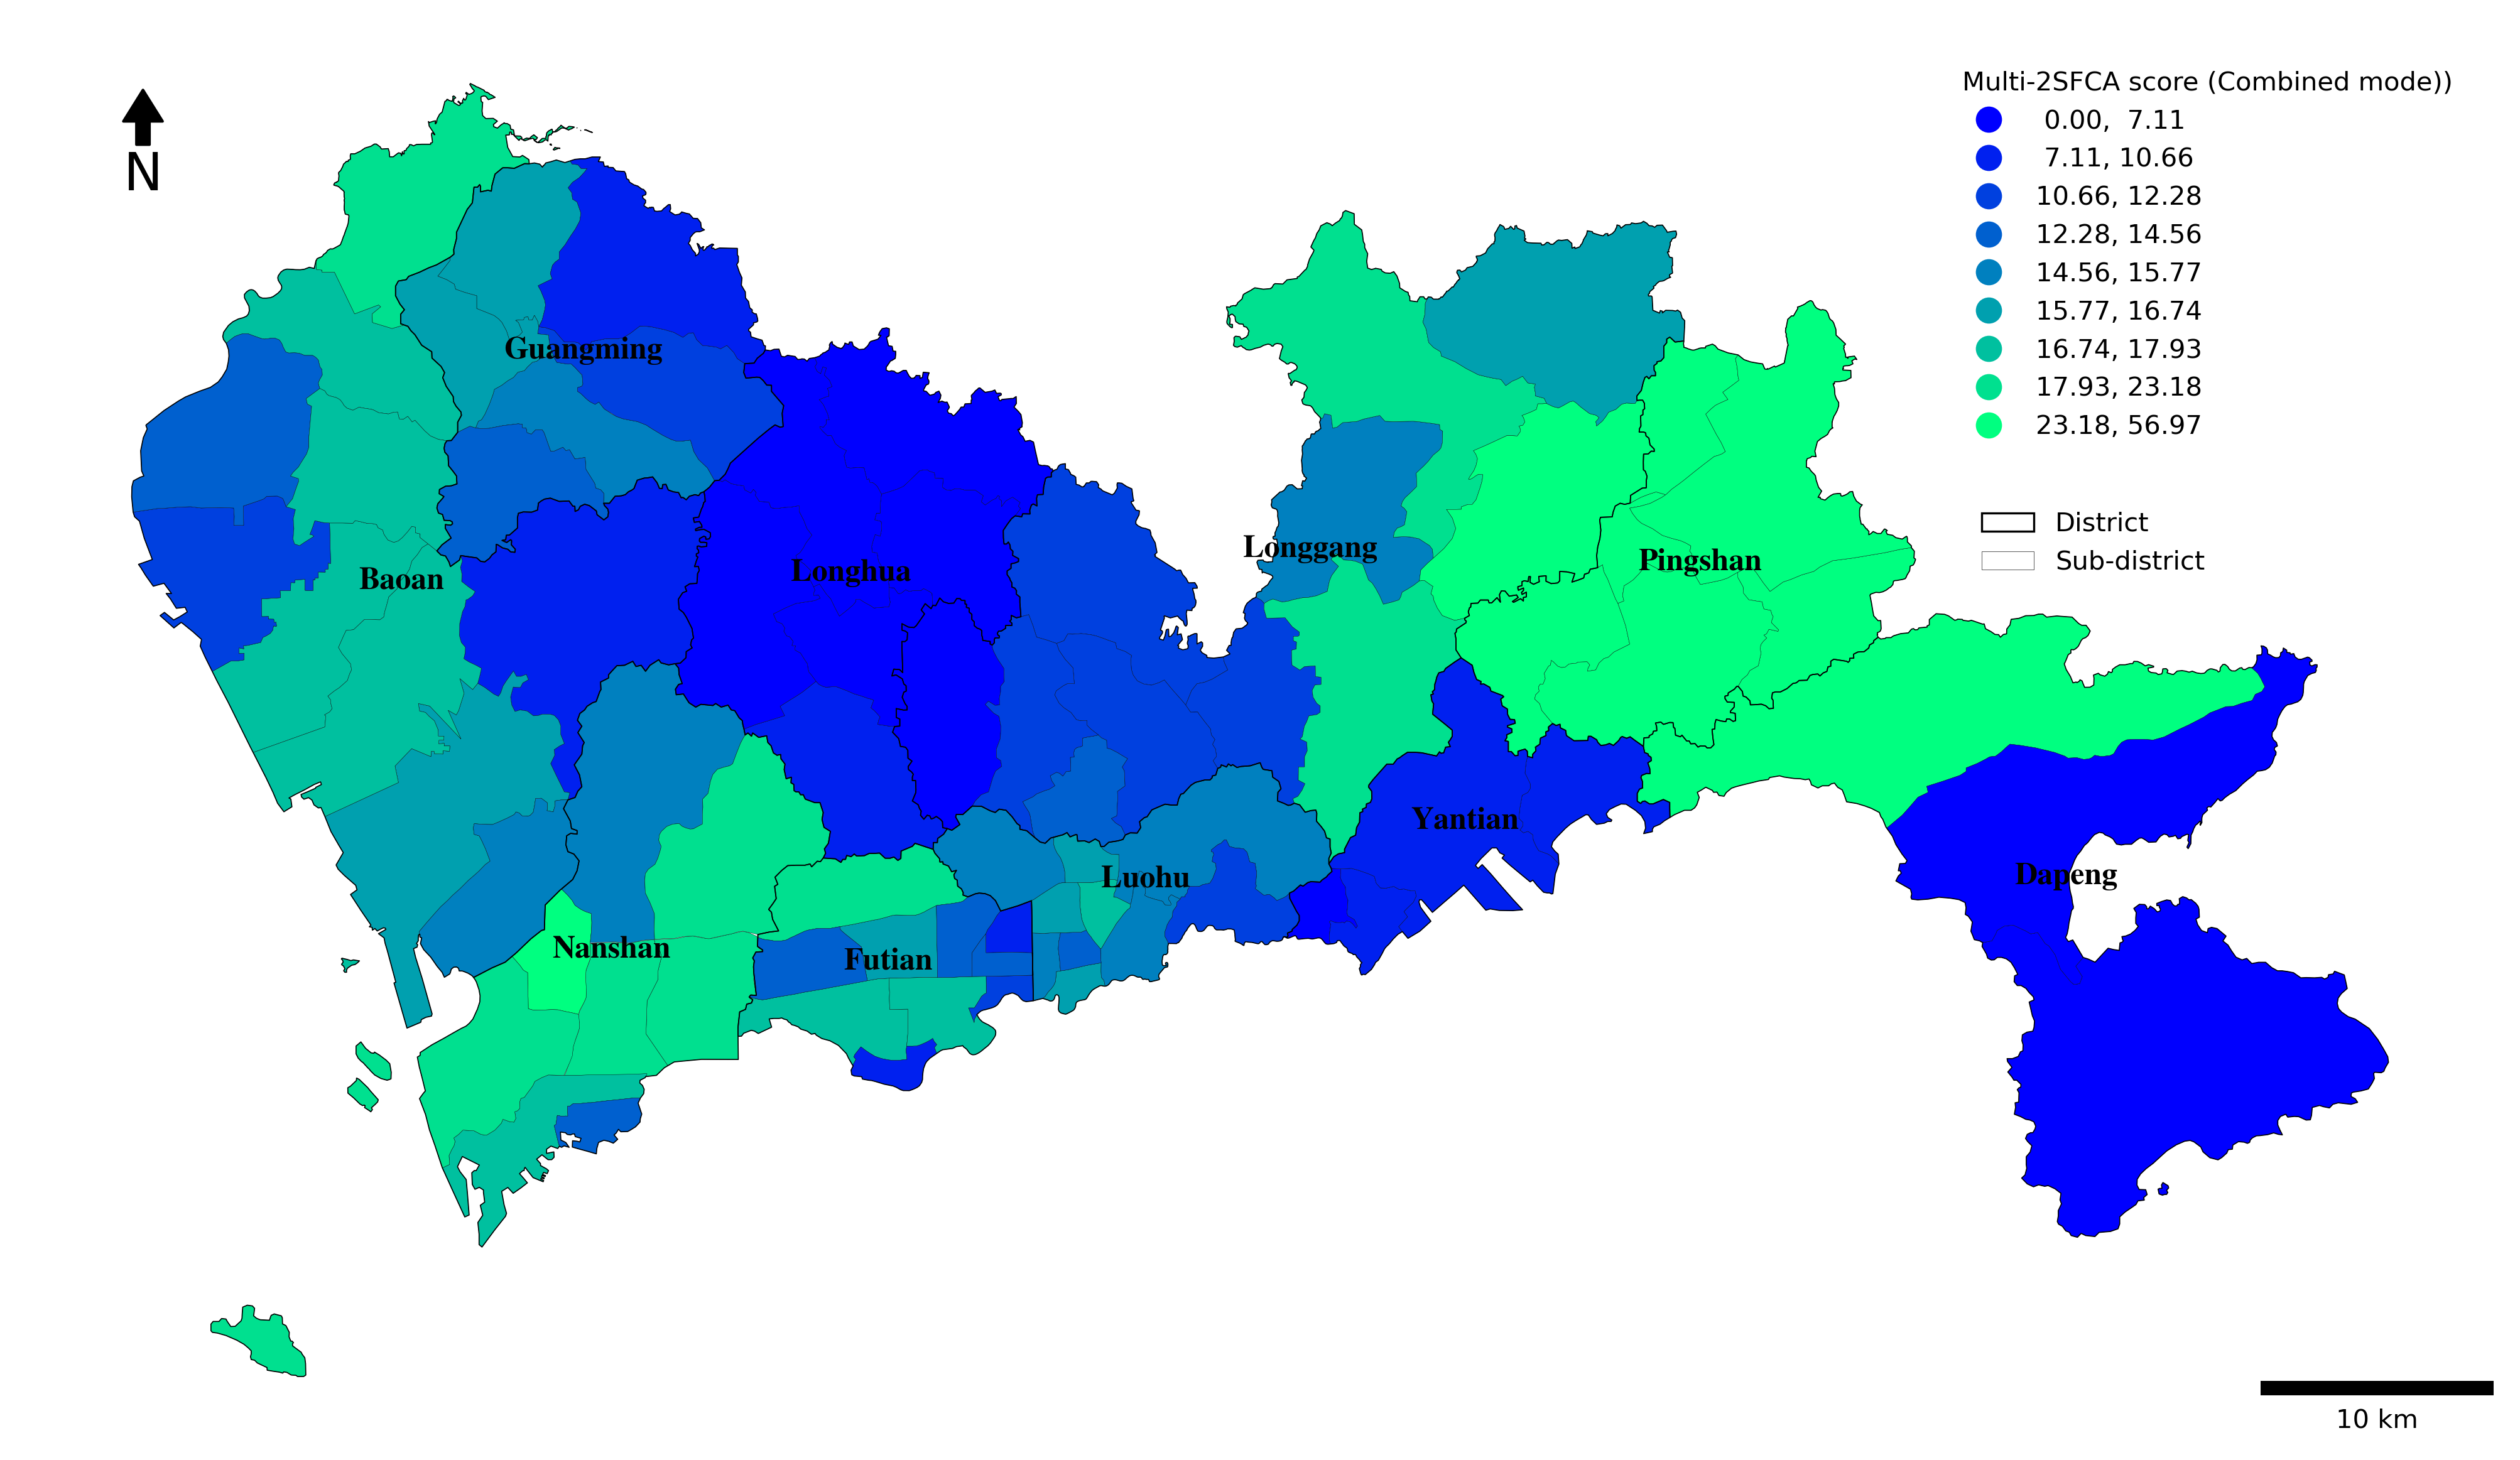 N
Multi-2SFCA score (Combined mode))
0.00, 7.11
7.11, 10.66
10.66, 12.28
12.28, 14.56
14.56, 15.77
15.77, 16.74
16.74, 17.93
17.93, 23.18
23.18, 56.97
District
Sub-district
Guangming
Baoan
Longhua
Longgang
Pingshan
Yantian
Luohu
Dapeng
Nanshan
Futian
10 km